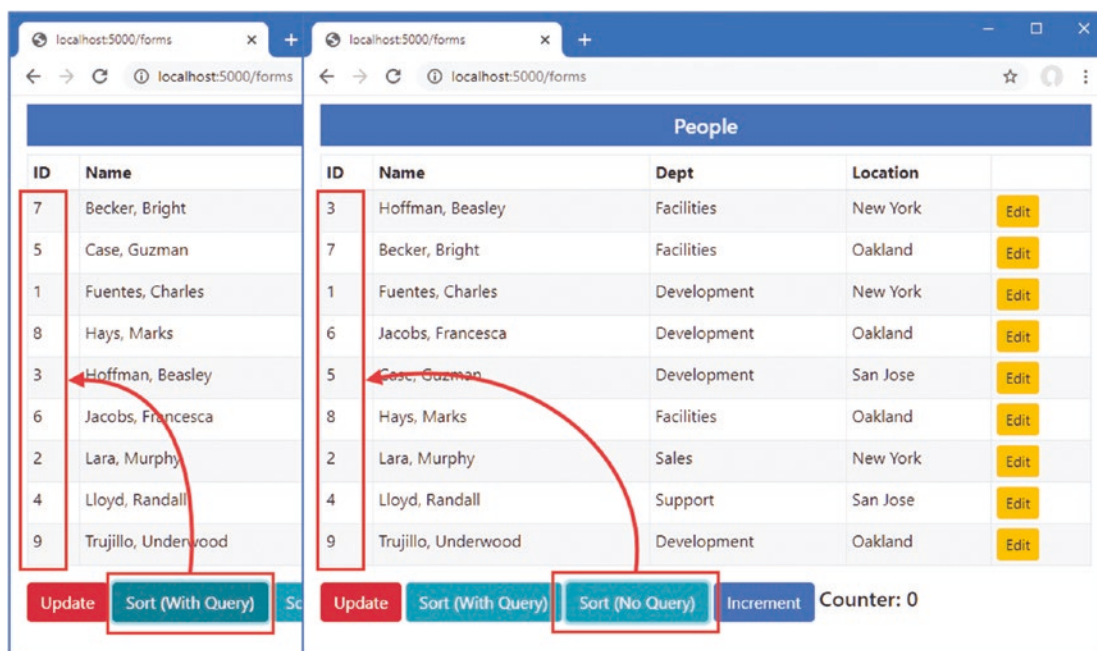 localhost:5000/forms
localhost:5000/forms
ID Name
7 Becker, Bright
5 Case, Guzman
1 Fuentes, Charles
8 Hays, Marks
3 Hoffman, Beasley
6 Jacobs, Francesca
2 Lara, Murphy
4 Lloyd, Randall
9 Trujillo, Underwood
Update Sort (With Query) So
localhost:5000/forms
localhost:5000/forms
People
ID Name Dept Location
3 Hoffman, Beasley Facilities New York Edit
7 Becker, Bright Facilities Oakland Edit
1 Fuentes, Charles Development New York Edit
6 Jacobs, Francesca Development Oakland Edit
5 Case, Guzman Development San Jose Edit
8 Hays, Marks Facilities Oakland Edit
2 Lara, Murphy Sales New York Edit
4 Lloyd, Randall Support San Jose Edit
9 Trujillo, Underwood Development Oakland Edit
Update Sort (With Query) Sort (No Query) Increment Counter: 0